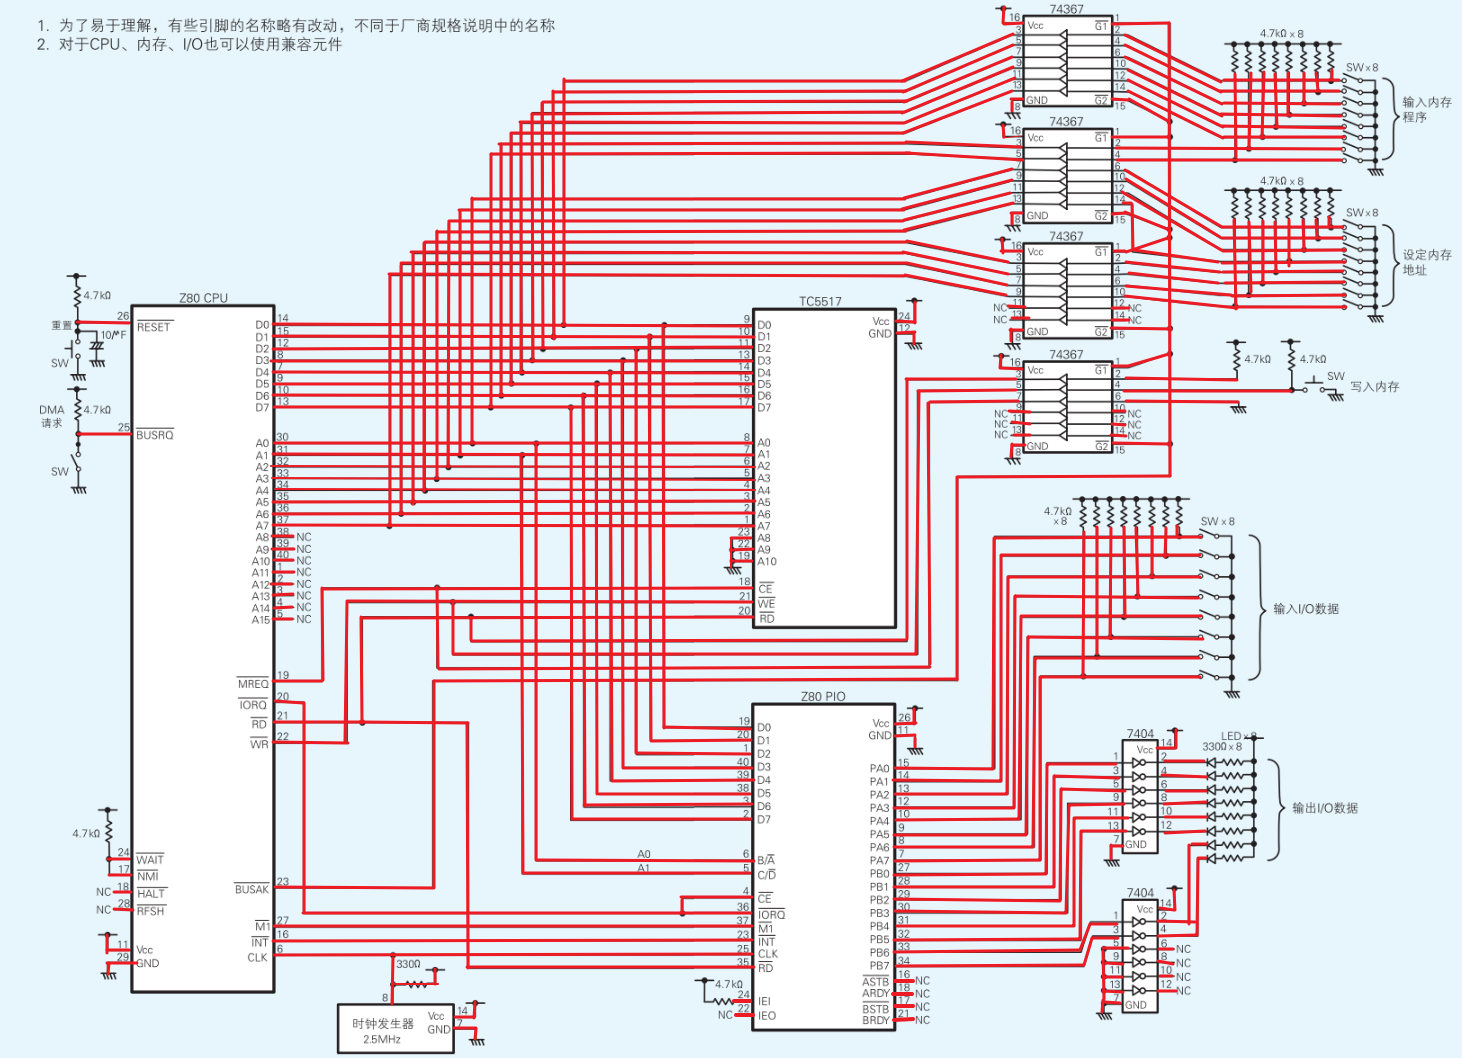 1. 为了易于理解，有些引脚的名称略有改动，不同于厂商规格说明中的名称
2. 对于CPU、内存、I/O也可以使用兼容元件
74367
16 Vcc G1 1
3 2
5 4
7 6
9 10
11 12
13 14
8 GND G2 15
4.7kΩ×8
SW×8
输入内存
程序
74367
16 Vcc G1 1
3 2
5 4
7 6
9 10
11 12
13 14
8 GND G2 15
4.7kΩ×8
SW×8
设定内存
地址
74367
16 Vcc G1 1
3 2
5 4
7 6
9 10
NC 11 12 NC
NC 13 14 NC
8 GND G2 15
74367
16 Vcc G1 1
3 2
5 4
7 6
NC 9 10 NC
NC 11 12 NC
NC 13 14 NC
8 GND G2 15
4.7kΩ
4.7kΩ
SW
写入内存
4.7kΩ
重置
10/*F
SW
DMA
请求
4.7kΩ
SW
Z80 CPU
26 RESET
25 BUSRQ
D0 14
D1 15
D2 12
D3 8
D4 7
D5 9
D6 10
D7 13
A0 30
A1 31
A2 32
A3 33
A4 34
A5 35
A6 36
A7 37
A8 38 NC
A9 39 NC
A10 40 NC
A11 1 NC
A12 2 NC
A13 3 NC
A14 4 NC
A15 5 NC
MREQ 19
IORQ 20
RD 21
WR 22
4.7kΩ
24 WAIT
17 NMI
NC 18 HALT
NC 28 RFSH
11 Vcc
29 GND
BUSAK 23
M1 27
INT 16
CLK 6
TC5517
9 D0
10 D1
11 D2
13 D3
14 D4
15 D5
16 D6
17 D7
8 A0
7 A1
6 A2
5 A3
4 A4
3 A5
2 A6
1 A7
23 A8
22 A9
19 A10
18 CE
21 WE
20 RD
Vcc 24
GND 12
Z80 PIO
19 D0
20 D1
1 D2
40 D3
39 D4
38 D5
3 D6
2 D7
A0 6 B/A
A1 5 C/D
4 CE
36 IORQ
37 M1
23 INT
25 CLK
35 RD
4.7kΩ
24 IEI
NC 22 IEO
Vcc 26
GND 11
PA0 15
PA1 14
PA2 13
PA3 12
PA4 10
PA5 9
PA6 8
PA7 7
PB0 27
PB1 28
PB2 29
PB3 30
PB4 31
PB5 32
PB6 33
PB7 34
ASTB 16 NC
ARDY 18 NC
BSTB 17 NC
BRDY 21 NC
4.7kΩ
×8
SW×8
输入I/O数据
7404
Vcc 14
1 2
3 4
5 6
9 8
11 10
13 12
7 GND
LED×8
330Ω×8
输出I/O数据
7404
Vcc 14
1 2
3 4
5 6 NC
9 8 NC
11 10 NC
13 12 NC
7 GND
330Ω
8
时钟发生器
2.5MHz
Vcc 14
GND 7